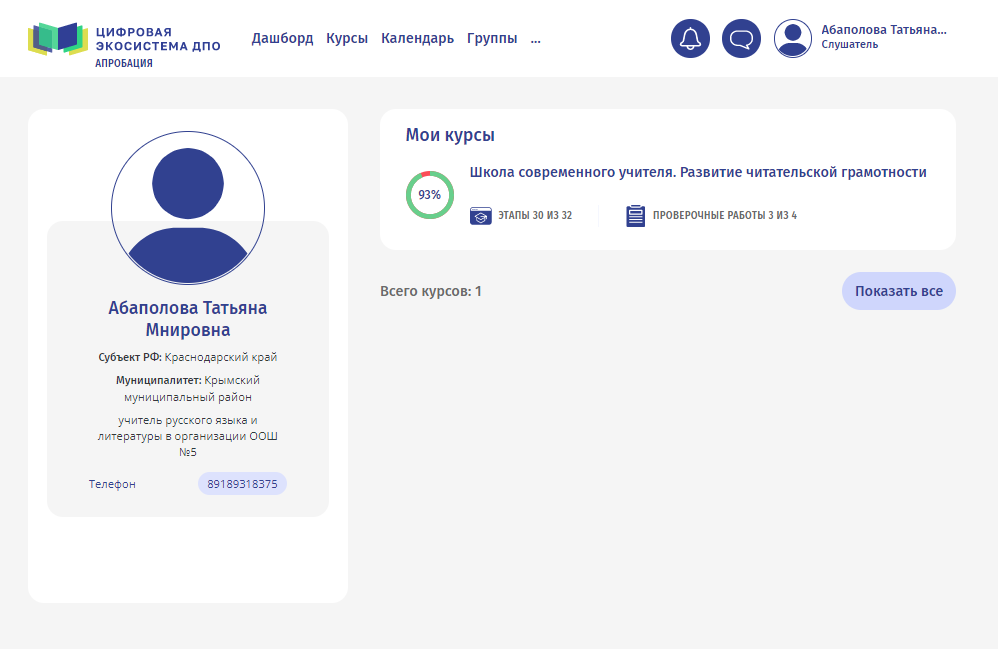 ЦИФРОВАЯ
ЭКОСИСТЕМА ДПО
АПРОБАЦИЯ
Дашборд Курсы Календарь Группы ...
Абаполова Татьяна...
Слушатель
Абаполова Татьяна
Мнировна
Субъект РФ: Краснодарский край
Муниципалитет: Крымский
муниципальный район
учитель русского языка и
литературы в организации ООШ
№5
Телефон 89189318375
Мои курсы
93%
Школа современного учителя. Развитие читательской грамотности
ЭТАПЫ 30 ИЗ 32
ПРОВЕРОЧНЫЕ РАБОТЫ 3 ИЗ 4
Всего курсов: 1
Показать все